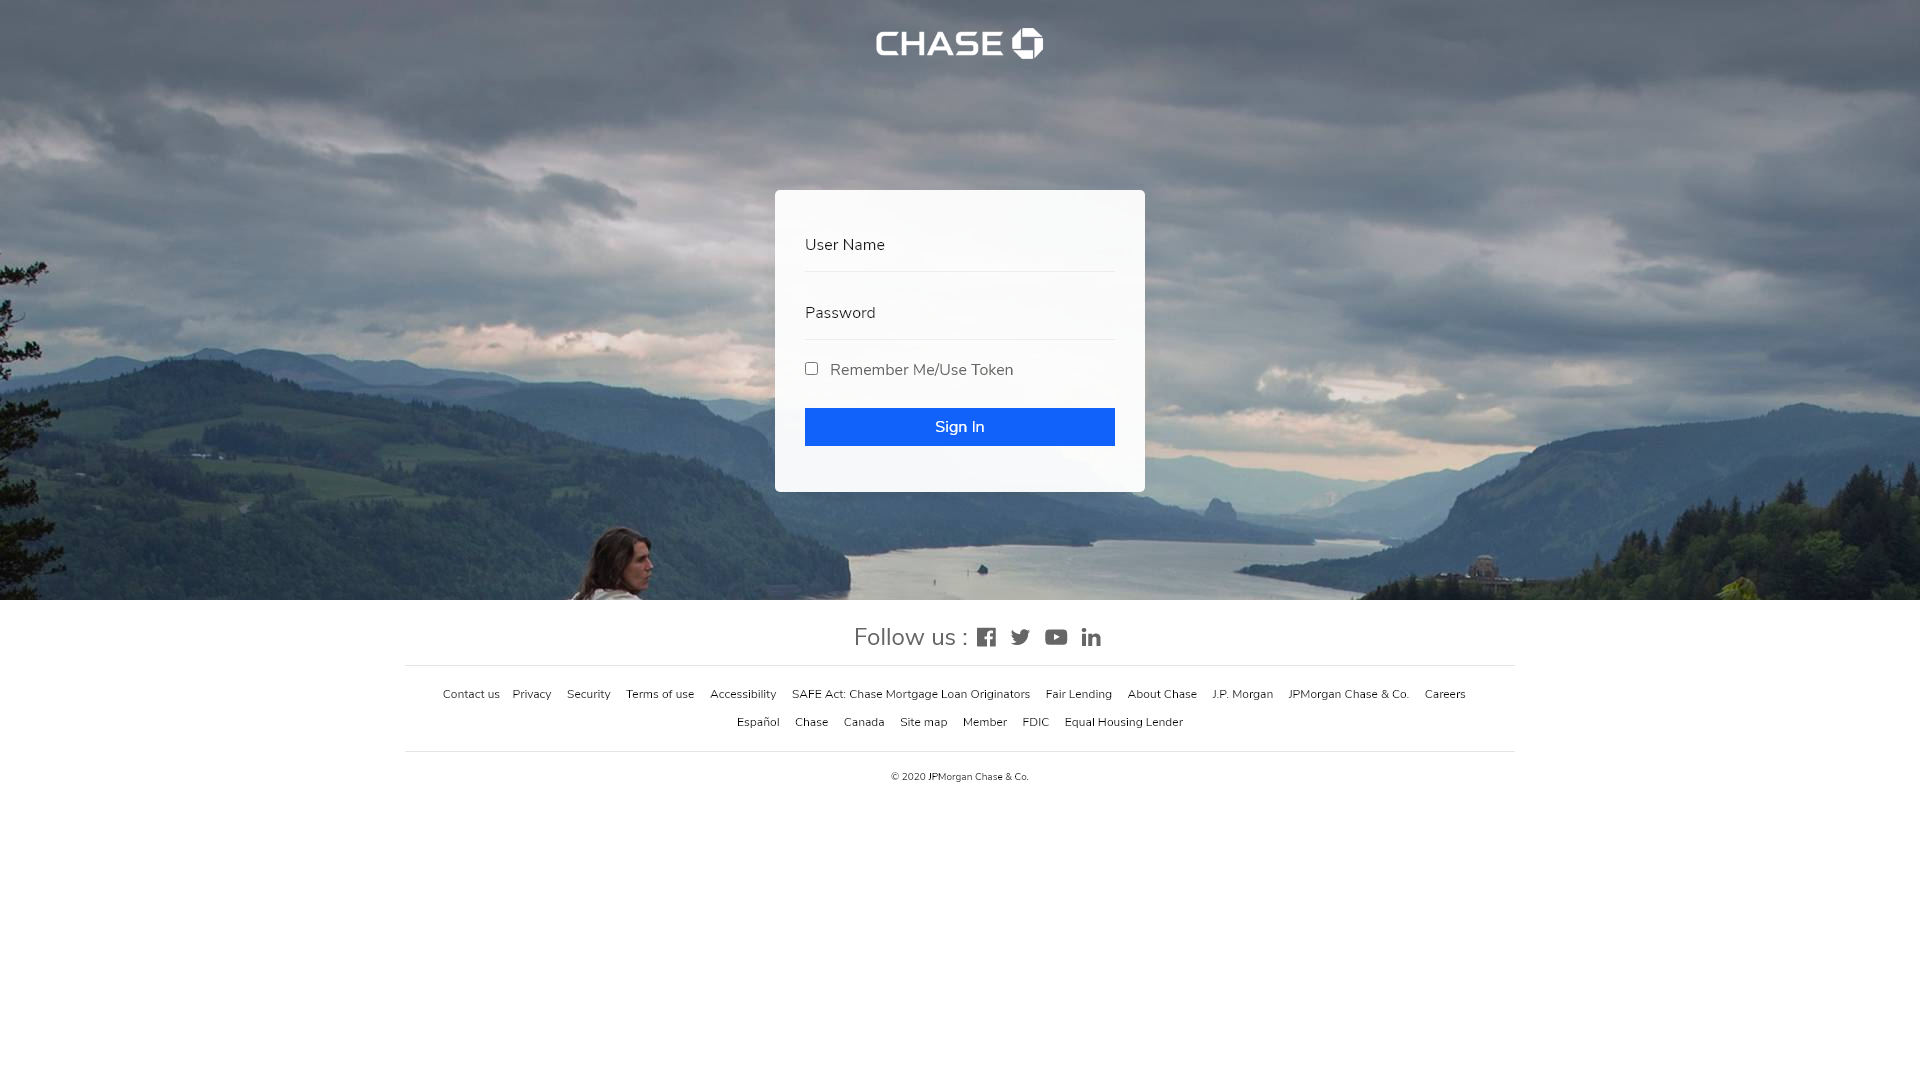 CHASE
User Name
Password
Remember Me/Use Token
Sign In
Follow us :
Contact us Privacy Security Terms of use Accessibility SAFE Act: Chase Mortgage Loan Originators Fair Lending About Chase J.P. Morgan JPMorgan Chase & Co. Careers
Español Chase Canada Site map Member FDIC Equal Housing Lender
© 2020 JPMorgan Chase & Co.